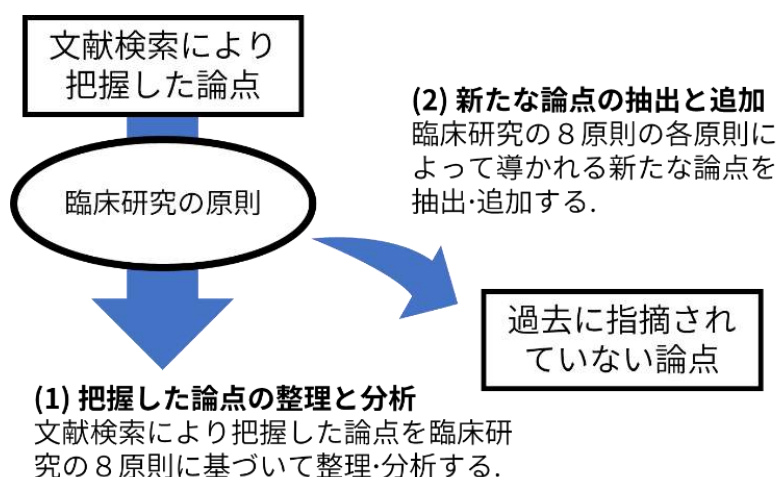 文献検索により
把握した論点
臨床研究の原則
(2) 新たな論点の抽出と追加
臨床研究の８原則の各原則に
よって導かれる新たな論点を
抽出·追加する.
過去に指摘され
ていない論点
(1) 把握した論点の整理と分析
文献検索により把握した論点を臨床研
究の８原則に基づいて整理·分析する.